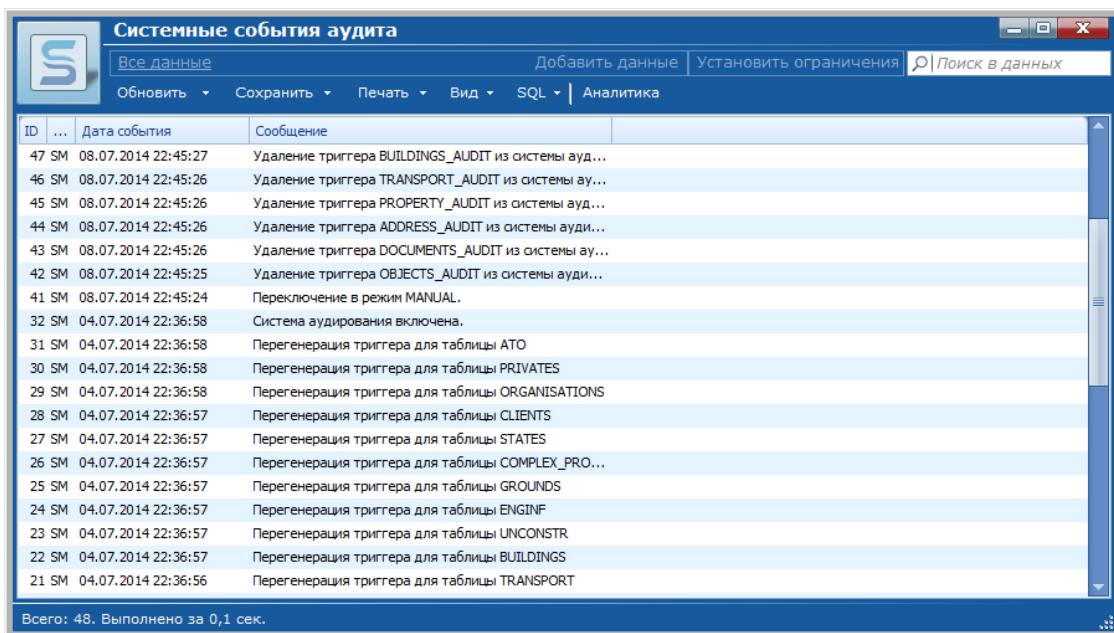 Системные события аудита
Все данные Добавить данные Установить ограничения Поиск в данных
Обновить Сохранить Печать Вид SQL Аналитика
ID ... Дата события Сообщение
47 SM 08.07.2014 22:45:27 Удаление триггера BUILDINGS_AUDIT из системы ауд...
46 SM 08.07.2014 22:45:26 Удаление триггера TRANSPORT_AUDIT из системы ау...
45 SM 08.07.2014 22:45:26 Удаление триггера PROPERTY_AUDIT из системы ауд...
44 SM 08.07.2014 22:45:26 Удаление триггера ADDRESS_AUDIT из системы ауди...
43 SM 08.07.2014 22:45:26 Удаление триггера DOCUMENTS_AUDIT из системы ау...
42 SM 08.07.2014 22:45:25 Удаление триггера OBJECTS_AUDIT из системы ауди...
41 SM 08.07.2014 22:45:24 Переключение в режим MANUAL.
32 SM 04.07.2014 22:36:58 Система аудирования включена.
31 SM 04.07.2014 22:36:58 Перегенерация триггера для таблицы ATO
30 SM 04.07.2014 22:36:58 Перегенерация триггера для таблицы PRIVATES
29 SM 04.07.2014 22:36:58 Перегенерация триггера для таблицы ORGANISATIONS
28 SM 04.07.2014 22:36:57 Перегенерация триггера для таблицы CLIENTS
27 SM 04.07.2014 22:36:57 Перегенерация триггера для таблицы STATES
26 SM 04.07.2014 22:36:57 Перегенерация триггера для таблицы COMPLEX_PRO...
25 SM 04.07.2014 22:36:57 Перегенерация триггера для таблицы GROUNDS
24 SM 04.07.2014 22:36:57 Перегенерация триггера для таблицы ENGINF
23 SM 04.07.2014 22:36:57 Перегенерация триггера для таблицы UNCONSTR
22 SM 04.07.2014 22:36:57 Перегенерация триггера для таблицы BUILDINGS
21 SM 04.07.2014 22:36:56 Перегенерация триггера для таблицы TRANSPORT
Всего: 48. Выполнено за 0,1 сек.